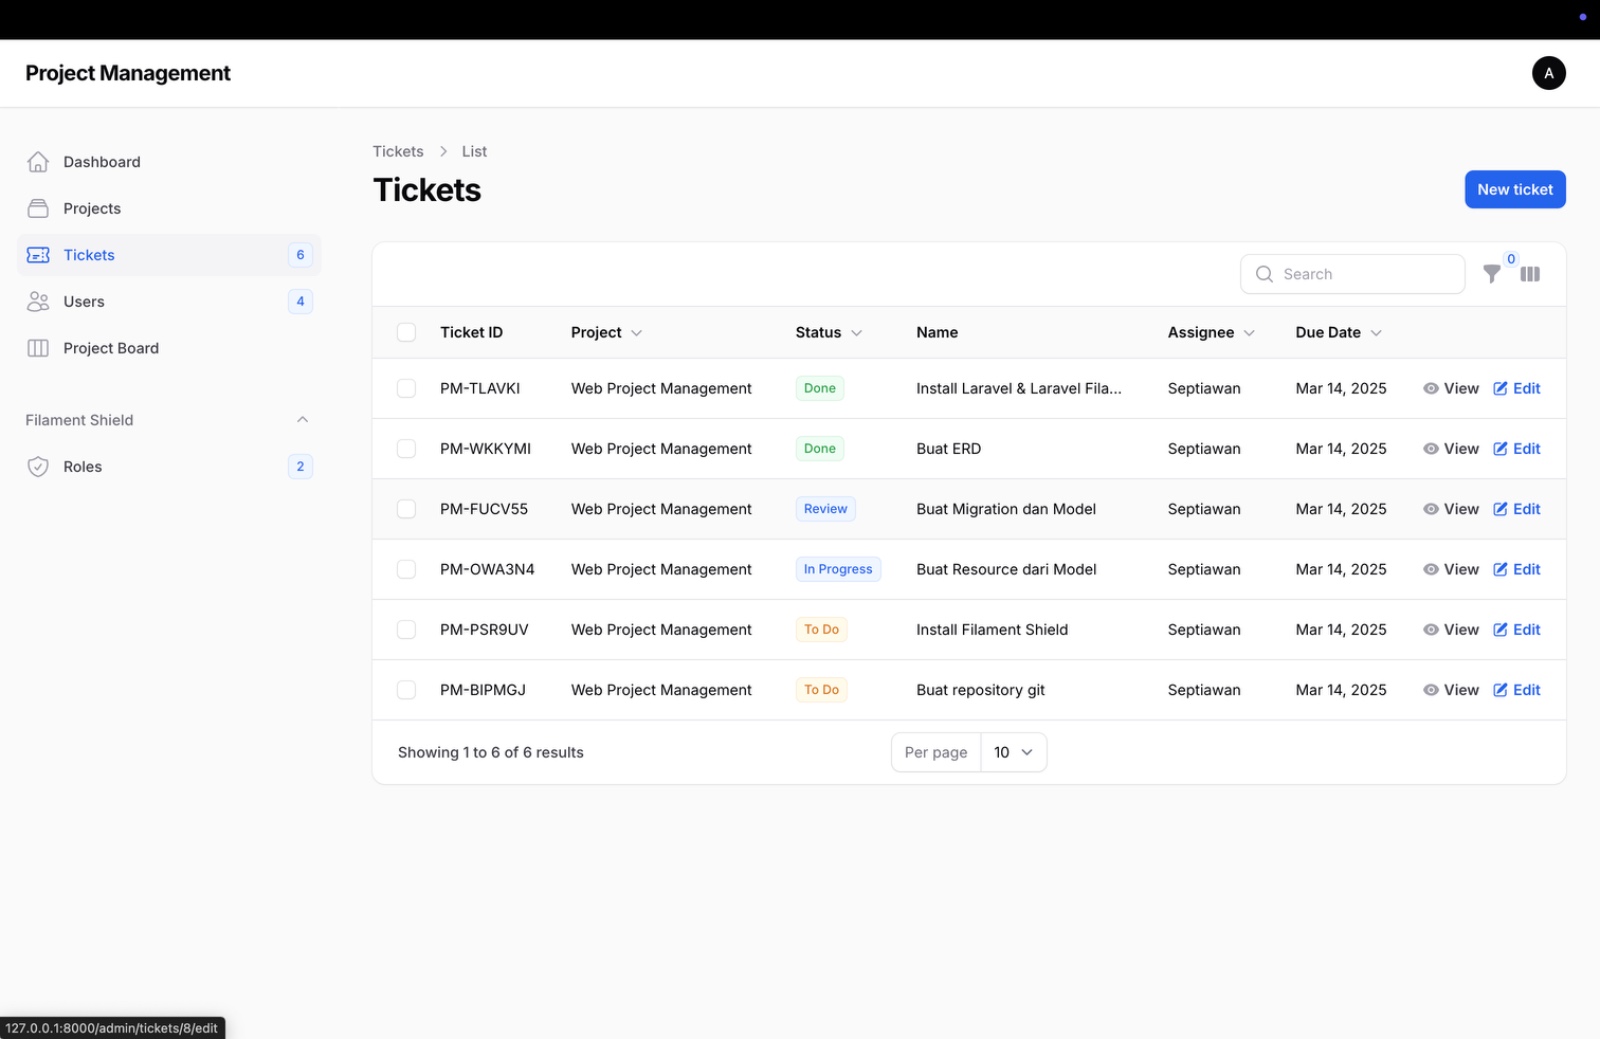 Project Management
A
Dashboard
Projects
Tickets 6
Users 4
Project Board
Filament Shield
Roles 2
Tickets > List
Tickets
New ticket
Search
0
Ticket ID Project Status Name Assignee Due Date
PM-TLAVKI Web Project Management Done Install Laravel & Laravel Fila... Septiawan Mar 14, 2025 View Edit
PM-WKKYMI Web Project Management Done Buat ERD Septiawan Mar 14, 2025 View Edit
PM-FUCV55 Web Project Management Review Buat Migration dan Model Septiawan Mar 14, 2025 View Edit
PM-OWA3N4 Web Project Management In Progress Buat Resource dari Model Septiawan Mar 14, 2025 View Edit
PM-PSR9UV Web Project Management To Do Install Filament Shield Septiawan Mar 14, 2025 View Edit
PM-BIPMGJ Web Project Management To Do Buat repository git Septiawan Mar 14, 2025 View Edit
Showing 1 to 6 of 6 results
Per page 10
127.0.0.1:8000/admin/tickets/8/edit